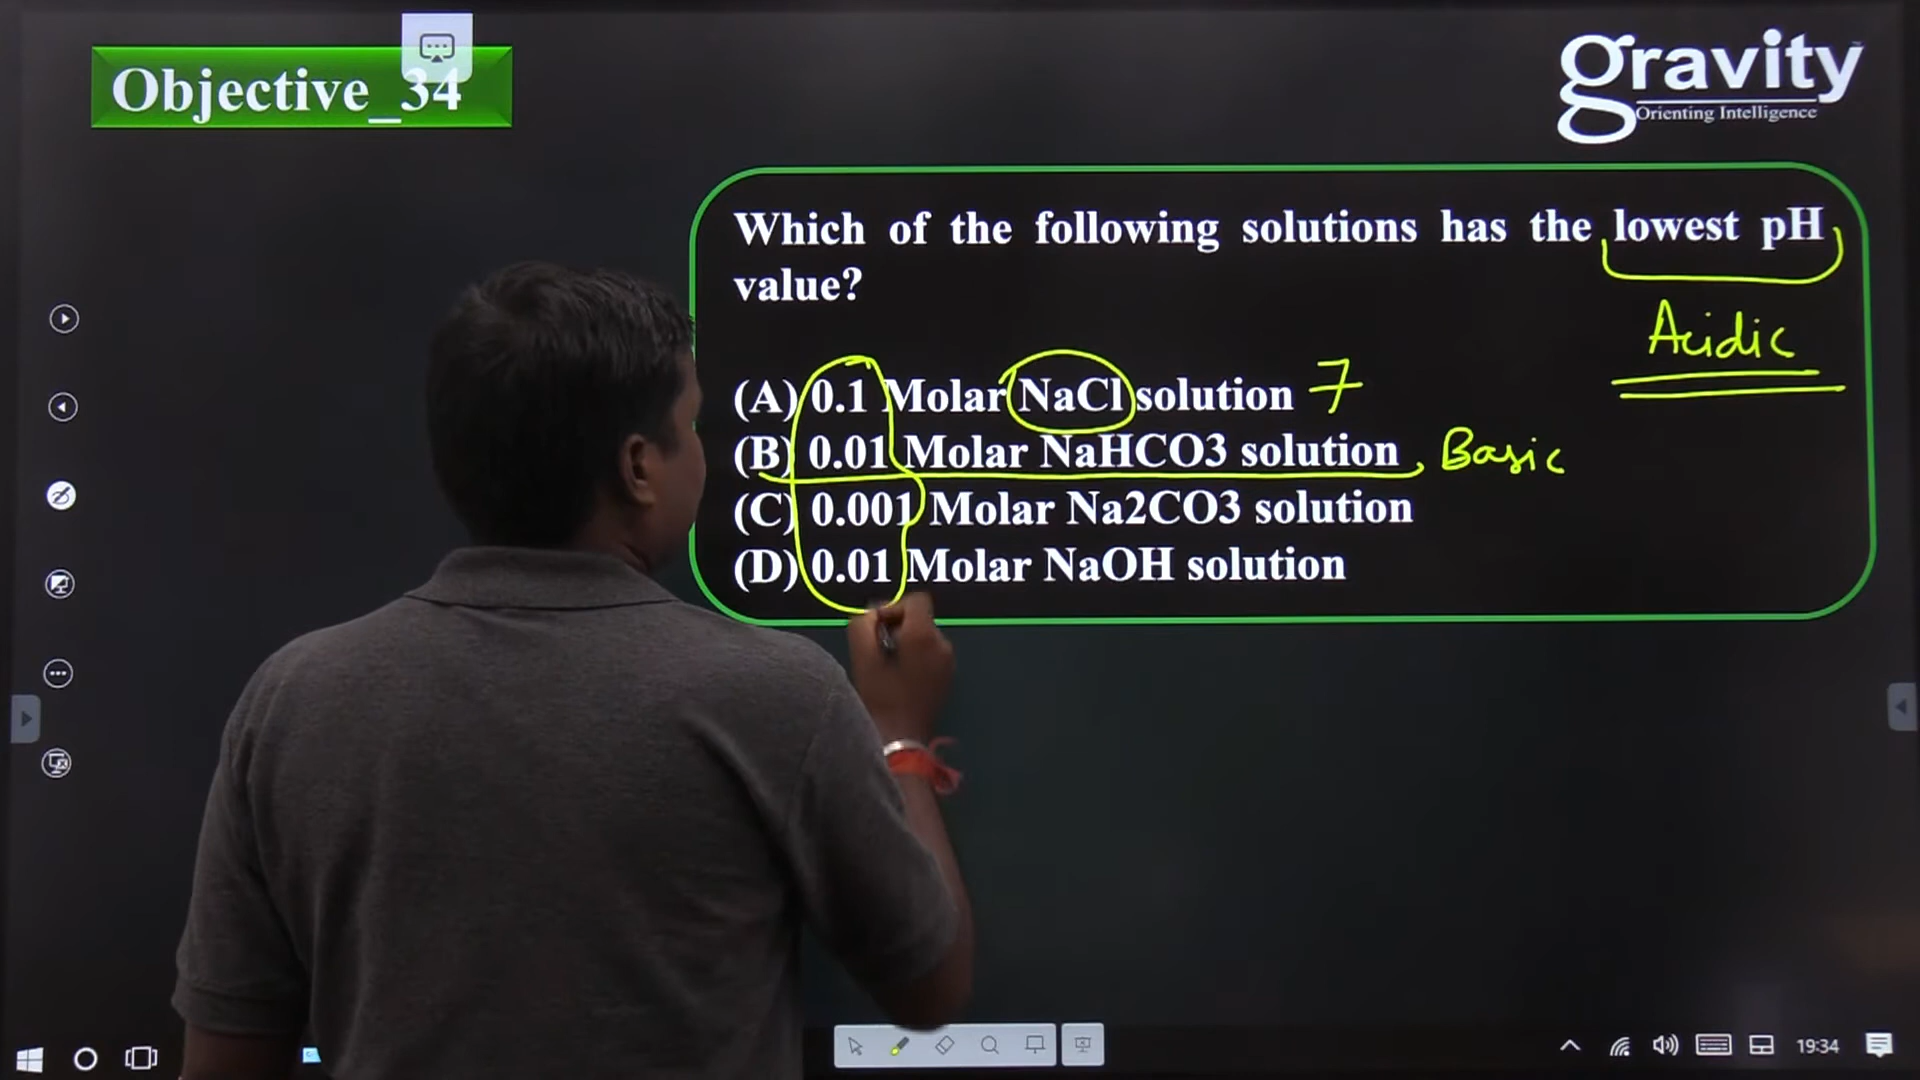 Objective_34
gravity
Orienting Intelligence
Which of the following solutions has the lowest pH
value?
Acidic
(A) 0.1 Molar NaCl solution 7
(B) 0.01 Molar NaHCO3 solution, Basic
(C) 0.001 Molar Na2CO3 solution
(D) 0.01 Molar NaOH solution
19:34